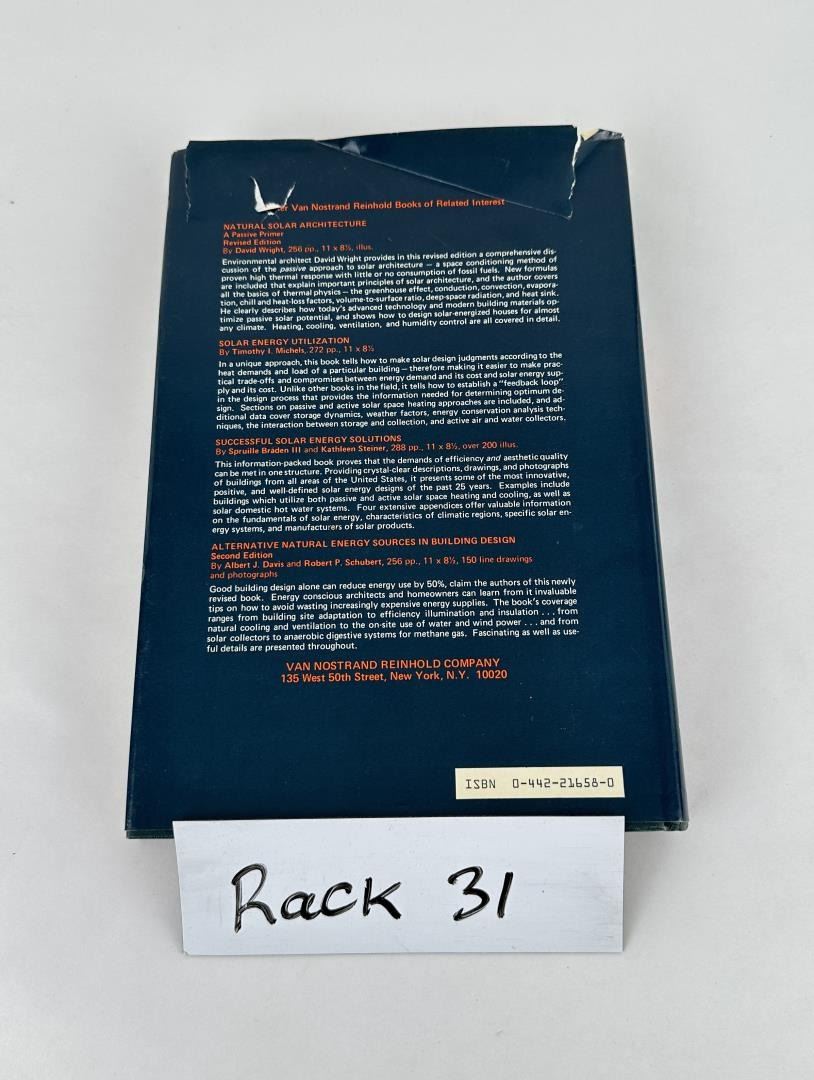 er Van Nostrand Reinhold Books of Related Interest
NATURAL SOLAR ARCHITECTURE
A Passive Primer
Revised Edition
By David Wright, 256 pp., 11 x 8½, illus.
Environmental architect David Wright provides in this revised edition a comprehensive dis-
cussion of the passive approach to solar architecture — a space conditioning method of
proven high thermal response with little or no consumption of fossil fuels. New formulas
are included that explain important principles of solar architecture, and the author covers
all the basics of thermal physics — the greenhouse effect, conduction, convection, evapora-
tion, chill and heat-loss factors, volume-to-surface ratio, deep-space radiation, and heat sink.
He clearly describes how today's advanced technology and modern building materials op-
timize passive solar potential, and shows how to design solar-energized houses for almost
any climate. Heating, cooling, ventilation, and humidity control are all covered in detail.
SOLAR ENERGY UTILIZATION
By Timothy I. Michels, 272 pp., 11 x 8½
In a unique approach, this book tells how to make solar design judgments according to the
heat demands and load of a particular building — therefore making it easier to make prac-
tical trade-offs and compromises between energy demand and its cost and solar energy sup-
ply and its cost. Unlike other books in the field, it tells how to establish a "feedback loop"
in the design process that provides the information needed for determining optimum de-
sign. Sections on passive and active solar space heating approaches are included, and ad-
ditional data cover storage dynamics, weather factors, energy conservation analysis tech-
niques, the interaction between storage and collection, and active air and water collectors.
SUCCESSFUL SOLAR ENERGY SOLUTIONS
By Spruille Braden III and Kathleen Steiner, 288 pp., 11 x 8½, over 200 illus.
This information-packed book proves that the demands of efficiency and aesthetic quality
can be met in one structure. Providing crystal-clear descriptions, drawings, and photographs
of buildings from all areas of the United States, it presents some of the most innovative,
positive, and well-defined solar energy designs of the past 25 years. Examples include
buildings which utilize both passive and active solar space heating and cooling, as well as
solar domestic hot water systems. Four extensive appendices offer valuable information
on the fundamentals of solar energy, characteristics of climatic regions, specific solar en-
ergy systems, and manufacturers of solar products.
ALTERNATIVE NATURAL ENERGY SOURCES IN BUILDING DESIGN
Second Edition
By Albert J. Davis and Robert P. Schubert, 256 pp., 11 x 8½, 150 line drawings
and photographs
Good building design alone can reduce energy use by 50%, claim the authors of this newly
revised book. Energy conscious architects and homeowners can learn from it invaluable
tips on how to avoid wasting increasingly expensive energy supplies. The book's coverage
ranges from building site adaptation to efficiency illumination and insulation . . . from
natural cooling and ventilation to the on-site use of water and wind power . . . and from
solar collectors to anaerobic digestive systems for methane gas. Fascinating as well as use-
ful details are presented throughout.
VAN NOSTRAND REINHOLD COMPANY
135 West 50th Street, New York, N.Y. 10020
ISBN 0-442-21658-0
Rack 31